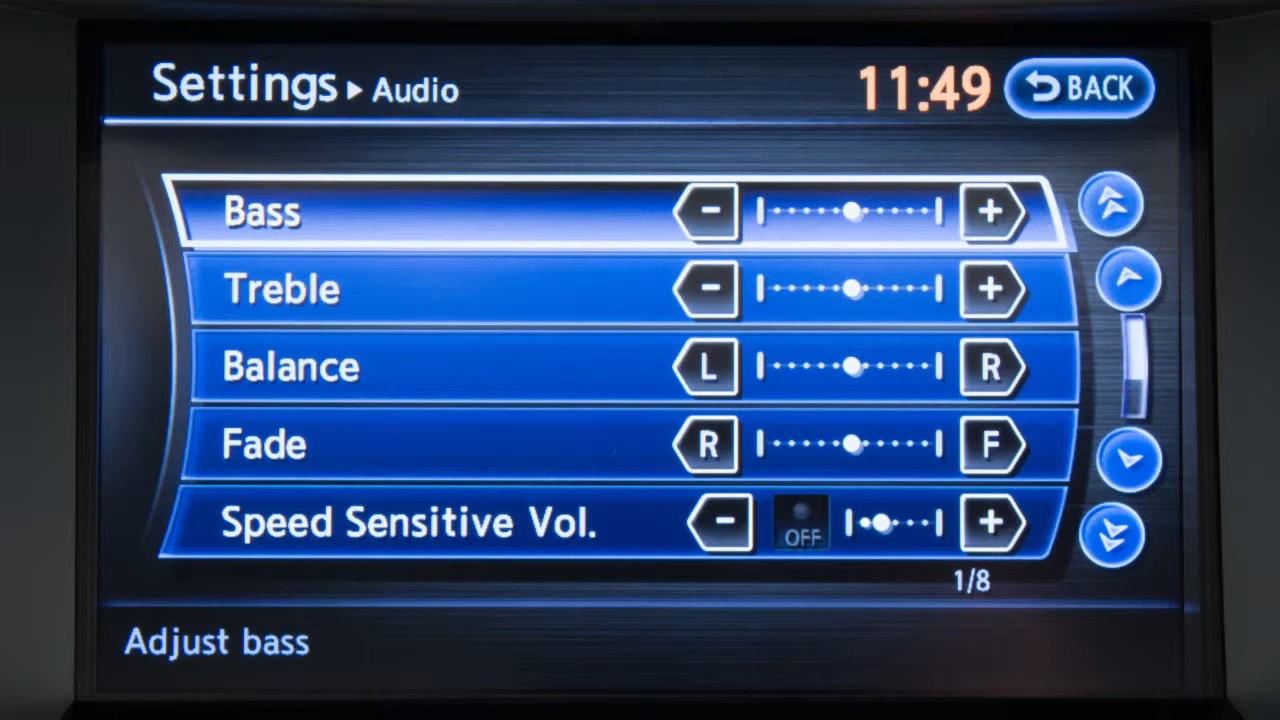 Settings ▸ Audio 11:49 BACK
Bass - +
Treble - +
Balance L R
Fade R F
Speed Sensitive Vol. - OFF +
1/8
Adjust bass